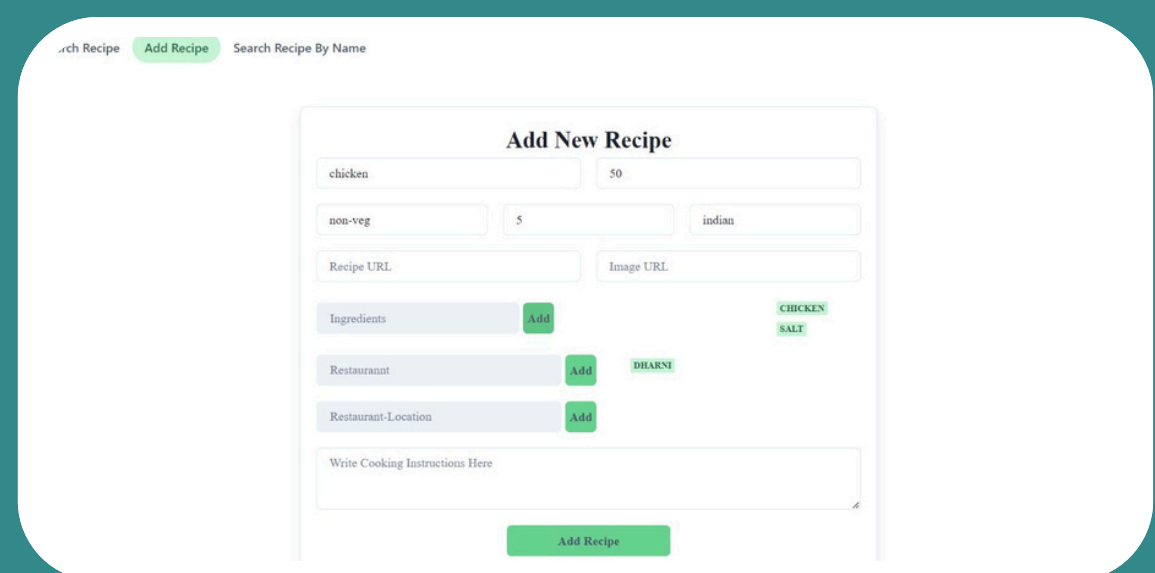 Recipe Add Recipe Search Recipe By Name
Add New Recipe
chicken 50
non-veg 5 indian
Recipe URL Image URL
Ingredients Add CHICKEN
SALT
Restaurannt Add DHARNI
Restaurant-Location Add
Write Cooking Instructions Here
Add Recipe